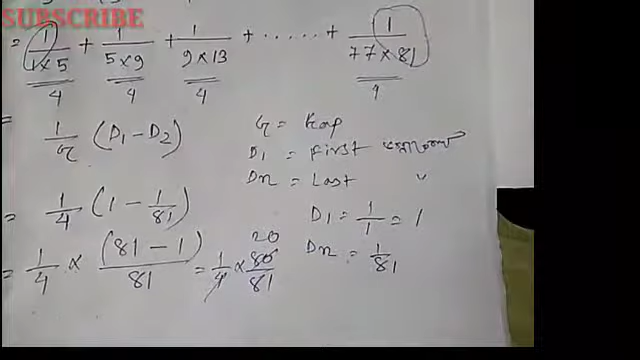 SUBSCRIBE
= 1/1×5 + 1/5×9 + 1/9×13 + ..... + 1/77×81
4 4 4 4
= 1/G (D1 - D2)
G = Gap
D1 = First
Dn = Last "
= 1/4 (1 - 1/81)
D1 = 1/1 = 1
Dn = 1/81
= 1/4 × (81 - 1)/81 = 1/4 × 80/81
20